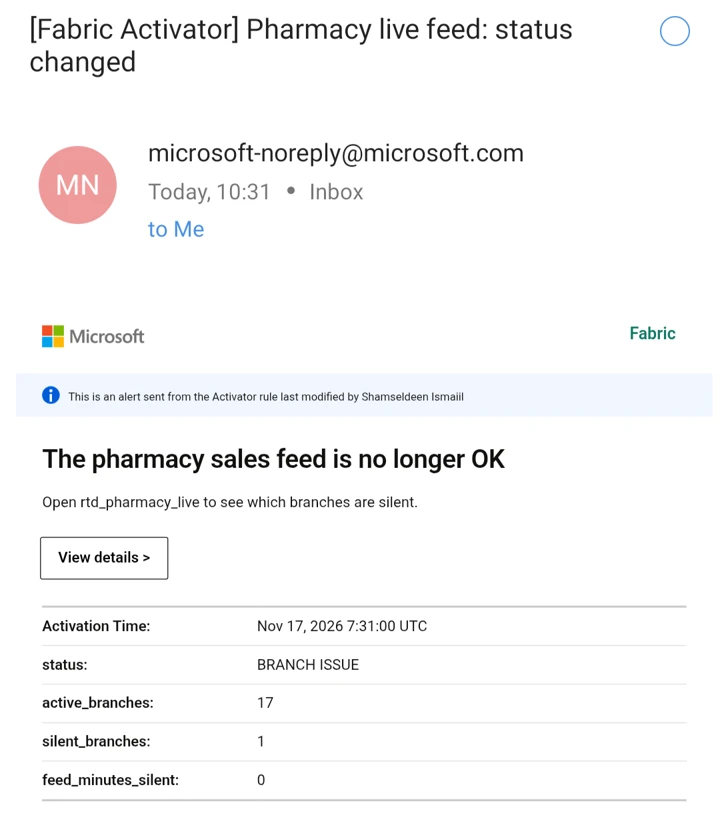 [Fabric Activator] Pharmacy live feed: status
changed
MN
microsoft-noreply@microsoft.com
Today, 10:31 • Inbox
to Me
Microsoft
Fabric
This is an alert sent from the Activator rule last modified by Shamseldeen Ismaiil
The pharmacy sales feed is no longer OK
Open rtd_pharmacy_live to see which branches are silent.
View details >
Activation Time: Nov 17, 2026 7:31:00 UTC
status: BRANCH ISSUE
active_branches: 17
silent_branches: 1
feed_minutes_silent: 0